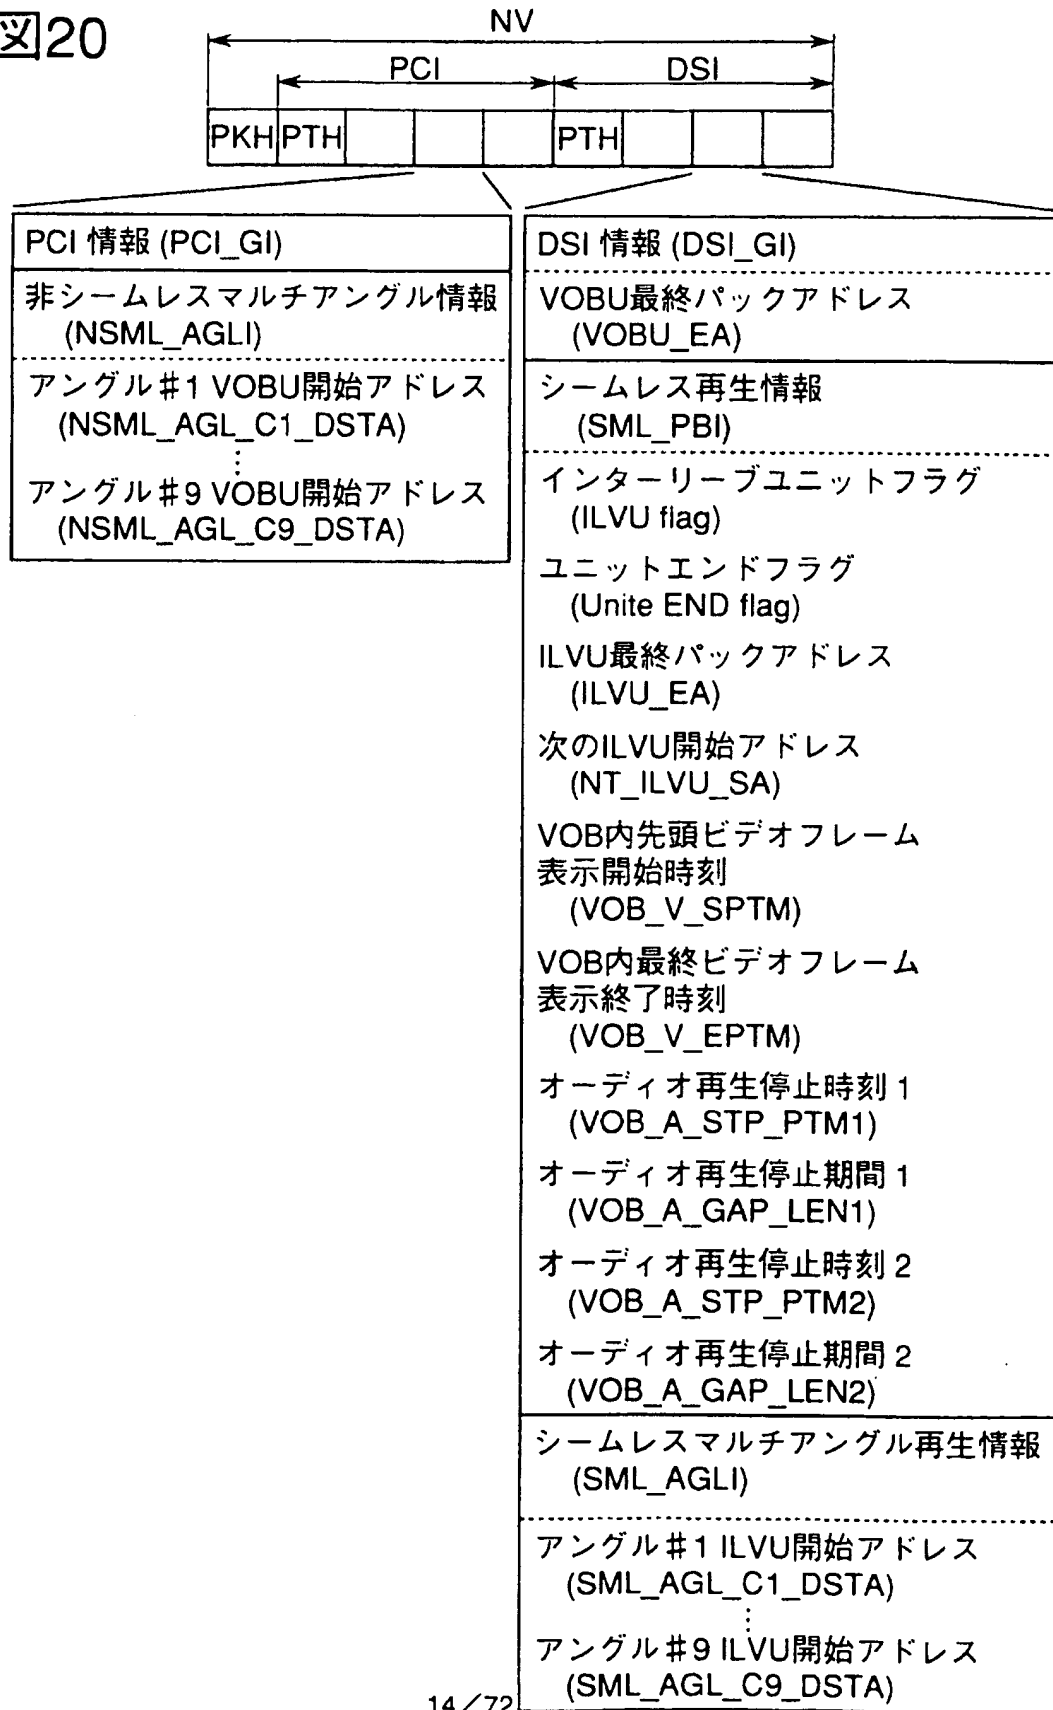 図20
NV
PCI
DSI
PKH PTH PTH
PCI 情報 (PCI_GI)
非シームレスマルチアングル情報
(NSML_AGLI)
アングル#1 VOBU開始アドレス
(NSML_AGL_C1_DSTA)
⋮
アングル#9 VOBU開始アドレス
(NSML_AGL_C9_DSTA)
DSI 情報 (DSI_GI)
VOBU最終パックアドレス
(VOBU_EA)
シームレス再生情報
(SML_PBI)
インターリーブユニットフラグ
(ILVU flag)
ユニットエンドフラグ
(Unite END flag)
ILVU最終パックアドレス
(ILVU_EA)
次のILVU開始アドレス
(NT_ILVU_SA)
VOB内先頭ビデオフレーム
表示開始時刻
(VOB_V_SPTM)
VOB内最終ビデオフレーム
表示終了時刻
(VOB_V_EPTM)
オーディオ再生停止時刻 1
(VOB_A_STP_PTM1)
オーディオ再生停止期間 1
(VOB_A_GAP_LEN1)
オーディオ再生停止時刻 2
(VOB_A_STP_PTM2)
オーディオ再生停止期間 2
(VOB_A_GAP_LEN2)
シームレスマルチアングル再生情報
(SML_AGLI)
アングル#1 ILVU開始アドレス
(SML_AGL_C1_DSTA)
⋮
アングル#9 ILVU開始アドレス
(SML_AGL_C9_DSTA)
14/72